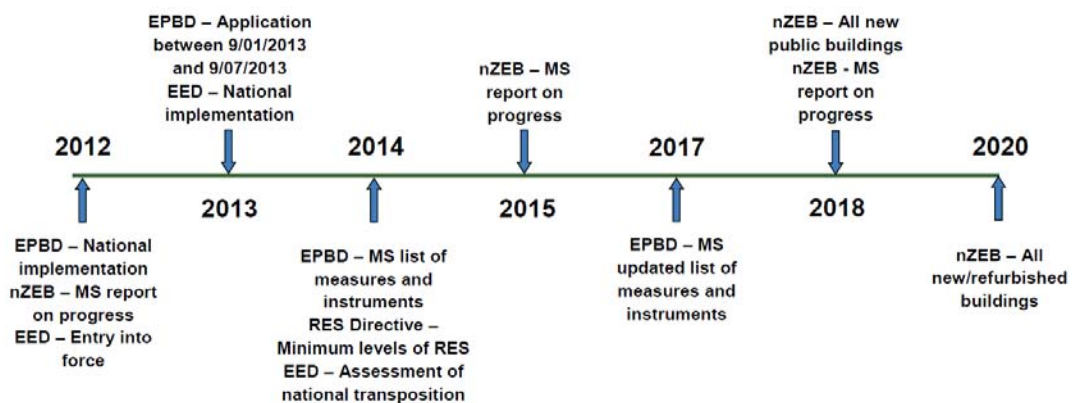 EPBD – Application
between 9/01/2013
and 9/07/2013
EED – National
implementation
nZEB – MS
report on
progress
nZEB – All new
public buildings
nZEB - MS
report on
progress
2012
2014
2017
2020
2013
2015
2018
EPBD – National
implementation
nZEB – MS report
on progress
EED – Entry into
force
EPBD – MS list of
measures and
instruments
RES Directive –
Minimum levels of RES
EED – Assessment of
national transposition
EPBD – MS
updated list of
measures and
instruments
nZEB – All
new/refurbished
buildings